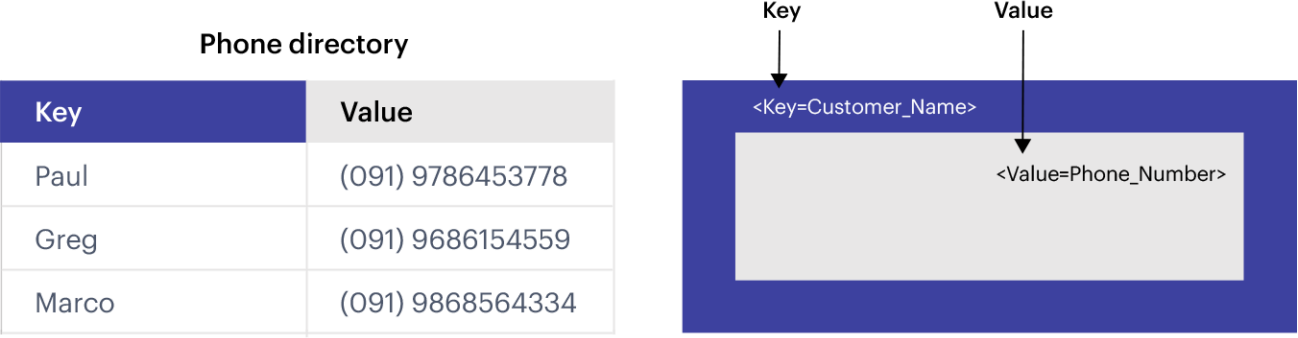 Phone directory
Key Value
Paul (091) 9786453778
Greg (091) 9686154559
Marco (091) 9868564334
Key Value
<Key=Customer_Name>
<Value=Phone_Number>